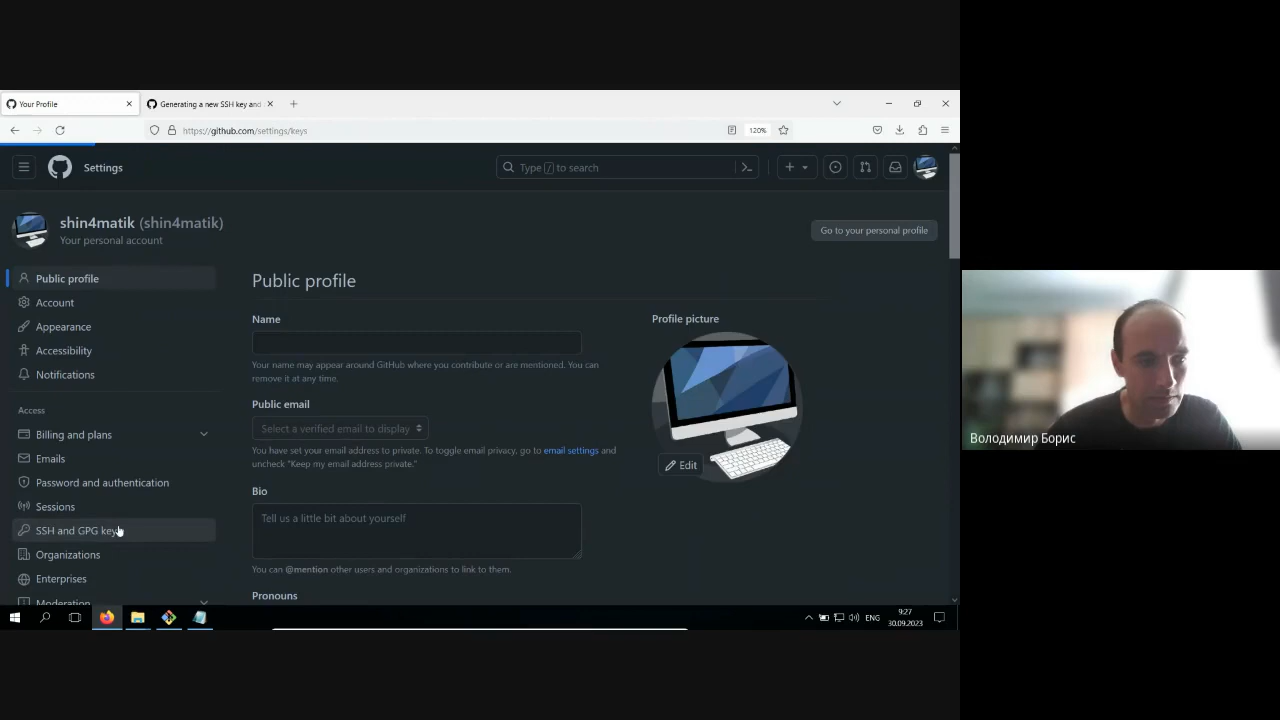 Your Profile
Generating a new SSH key and
https://github.com/settings/keys
120%
Settings
Type / to search
shin4matik (shin4matik)
Your personal account
Go to your personal profile
Public profile
Account
Appearance
Accessibility
Notifications
Access
Billing and plans
Emails
Password and authentication
Sessions
SSH and GPG keys
Organizations
Enterprises
Moderation
Public profile
Name
Your name may appear around GitHub where you contribute or are mentioned. You can
remove it at any time.
Public email
Select a verified email to display
You have set your email address to private. To toggle email privacy, go to email settings and
uncheck "Keep my email address private."
Bio
Tell us a little bit about yourself
You can @mention other users and organizations to link to them.
Pronouns
Profile picture
Edit
ENG
9:27
30.09.2023
Володимир Борис